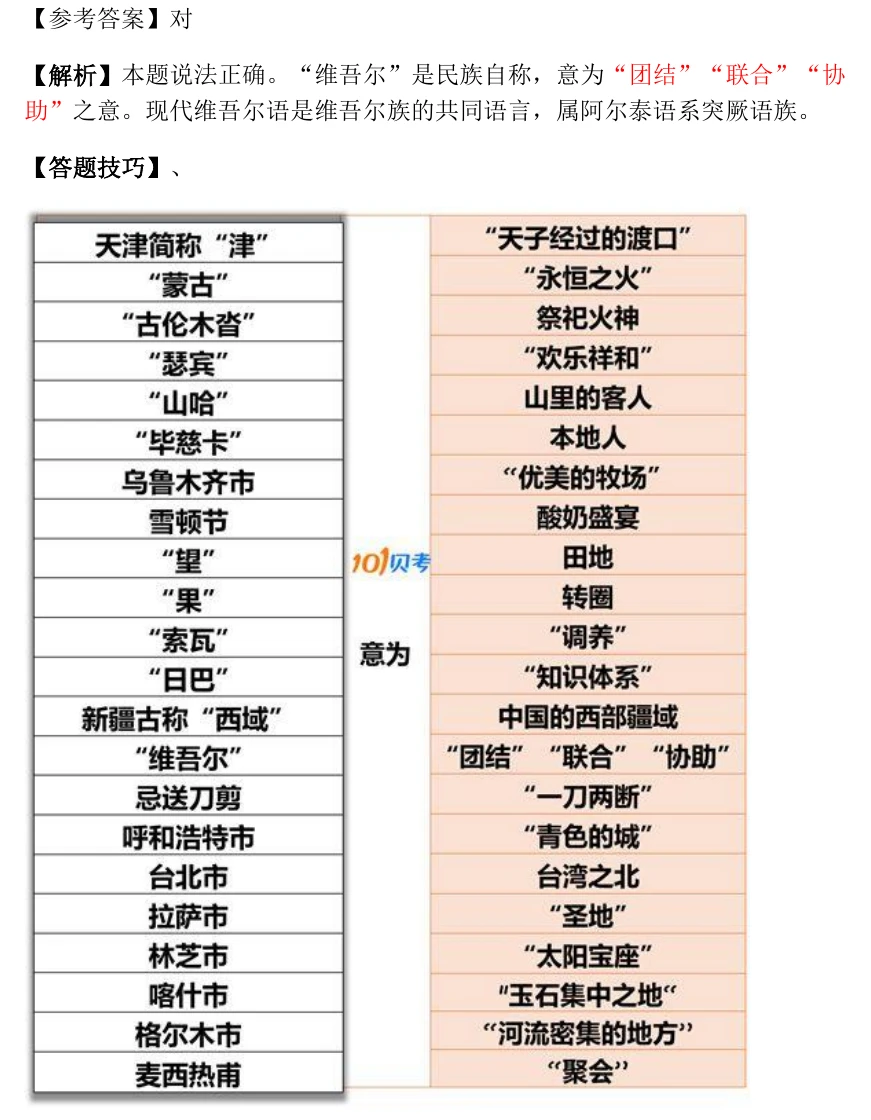 【参考答案】对
【解析】本题说法正确。“维吾尔”是民族自称，意为“团结”“联合”“协
助”之意。现代维吾尔语是维吾尔族的共同语言，属阿尔泰语系突厥语族。
【答题技巧】、
天津简称“津”
“蒙古”
“古伦木沓”
“瑟宾”
“山哈”
“毕慈卡”
乌鲁木齐市
雪顿节
“望”
“果”
“索瓦”
“日巴”
新疆古称“西域”
“维吾尔”
忌送刀剪
呼和浩特市
台北市
拉萨市
林芝市
喀什市
格尔木市
麦西热甫
101贝考
意为
“天子经过的渡口”
“永恒之火”
祭祀火神
“欢乐祥和”
山里的客人
本地人
“优美的牧场”
酸奶盛宴
田地
转圈
“调养”
“知识体系”
中国的西部疆域
“团结” “联合” “协助”
“一刀两断”
“青色的城”
台湾之北
“圣地”
“太阳宝座”
"玉石集中之地“
“河流密集的地方”
“聚会”